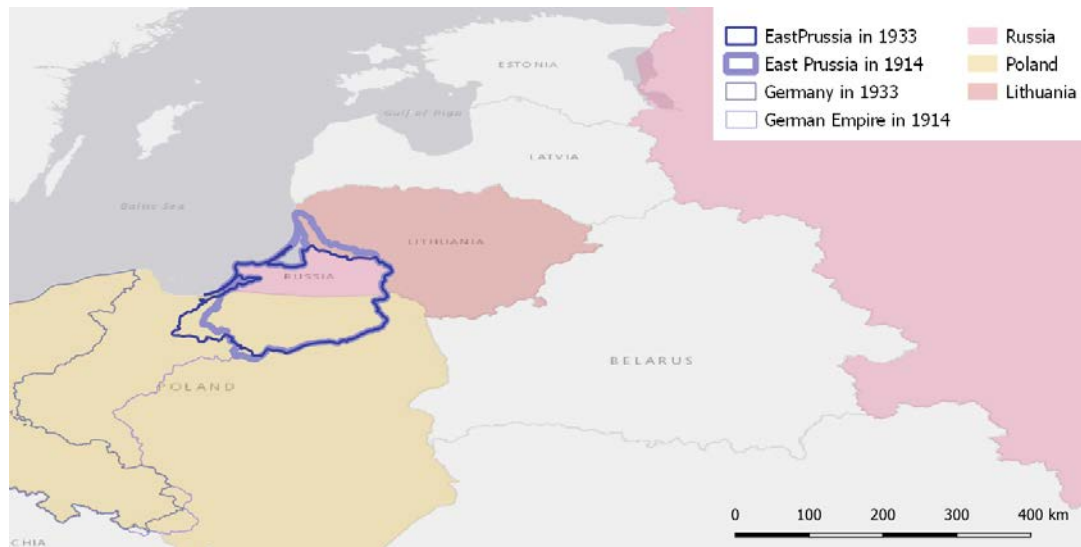 EastPrussia in 1933
East Prussia in 1914
Germany in 1933
German Empire in 1914
Russia
Poland
Lithuania
ESTONIA
Gulf of Riga
LATVIA
Baltic Sea
LITHUANIA
RUSSIA
BELARUS
POLAND
CHIA
0 100 200 300 400 km